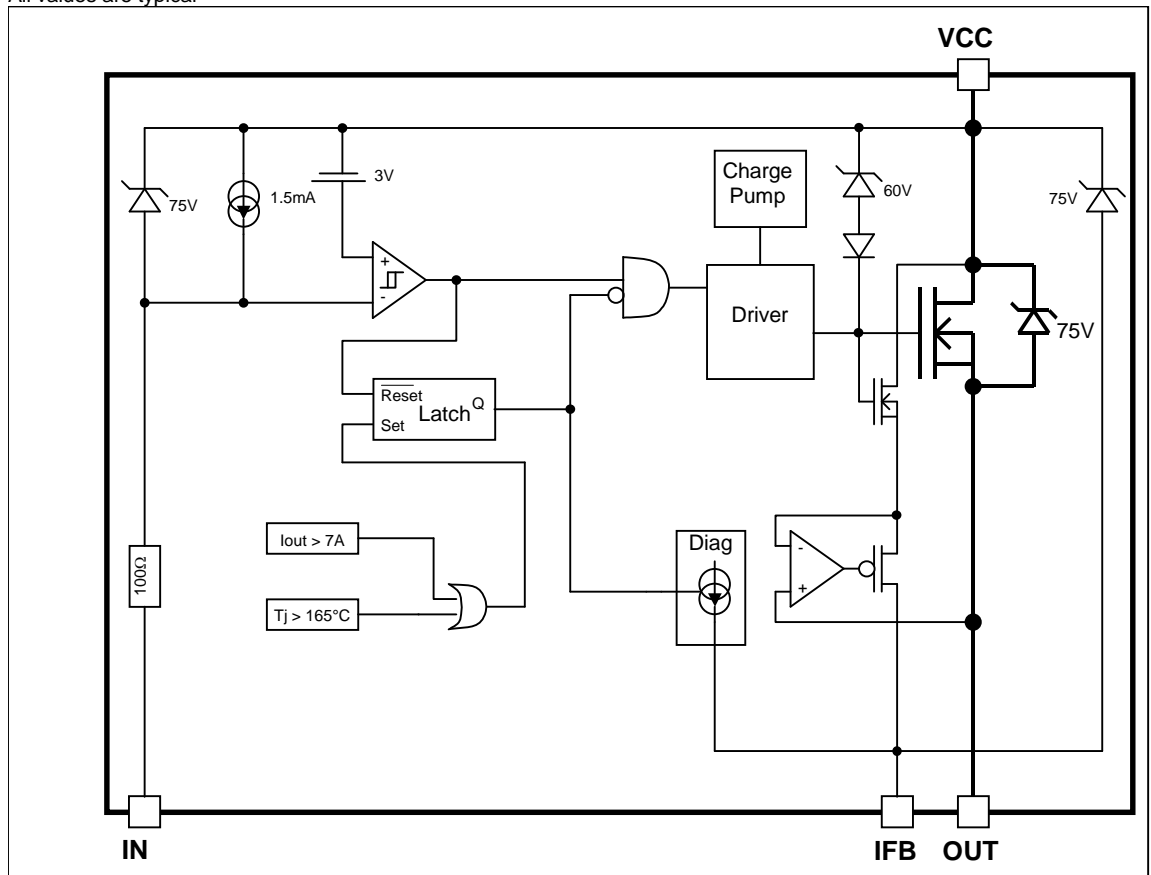 All values are typical
VCC
3V
75V
1.5mA
Charge
Pump
60V
75V
+
-
Driver
75V
Reset
Latch
Q
Set
Iout > 7A
Diag
-
+
100Ω
Tj > 165°C
IN
IFB
OUT